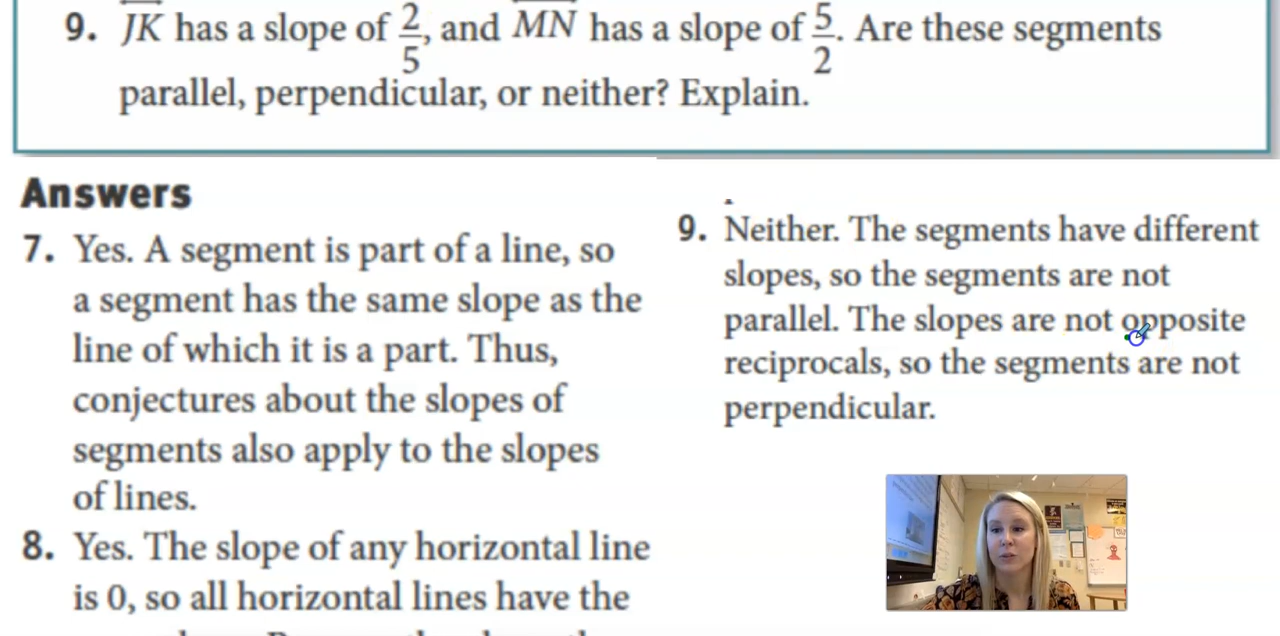 9. JK has a slope of 2/5, and MN has a slope of 5/2. Are these segments
parallel, perpendicular, or neither? Explain.
Answers
7. Yes. A segment is part of a line, so
a segment has the same slope as the
line of which it is a part. Thus,
conjectures about the slopes of
segments also apply to the slopes
of lines.
8. Yes. The slope of any horizontal line
is 0, so all horizontal lines have the
9. Neither. The segments have different
slopes, so the segments are not
parallel. The slopes are not opposite
reciprocals, so the segments are not
perpendicular.